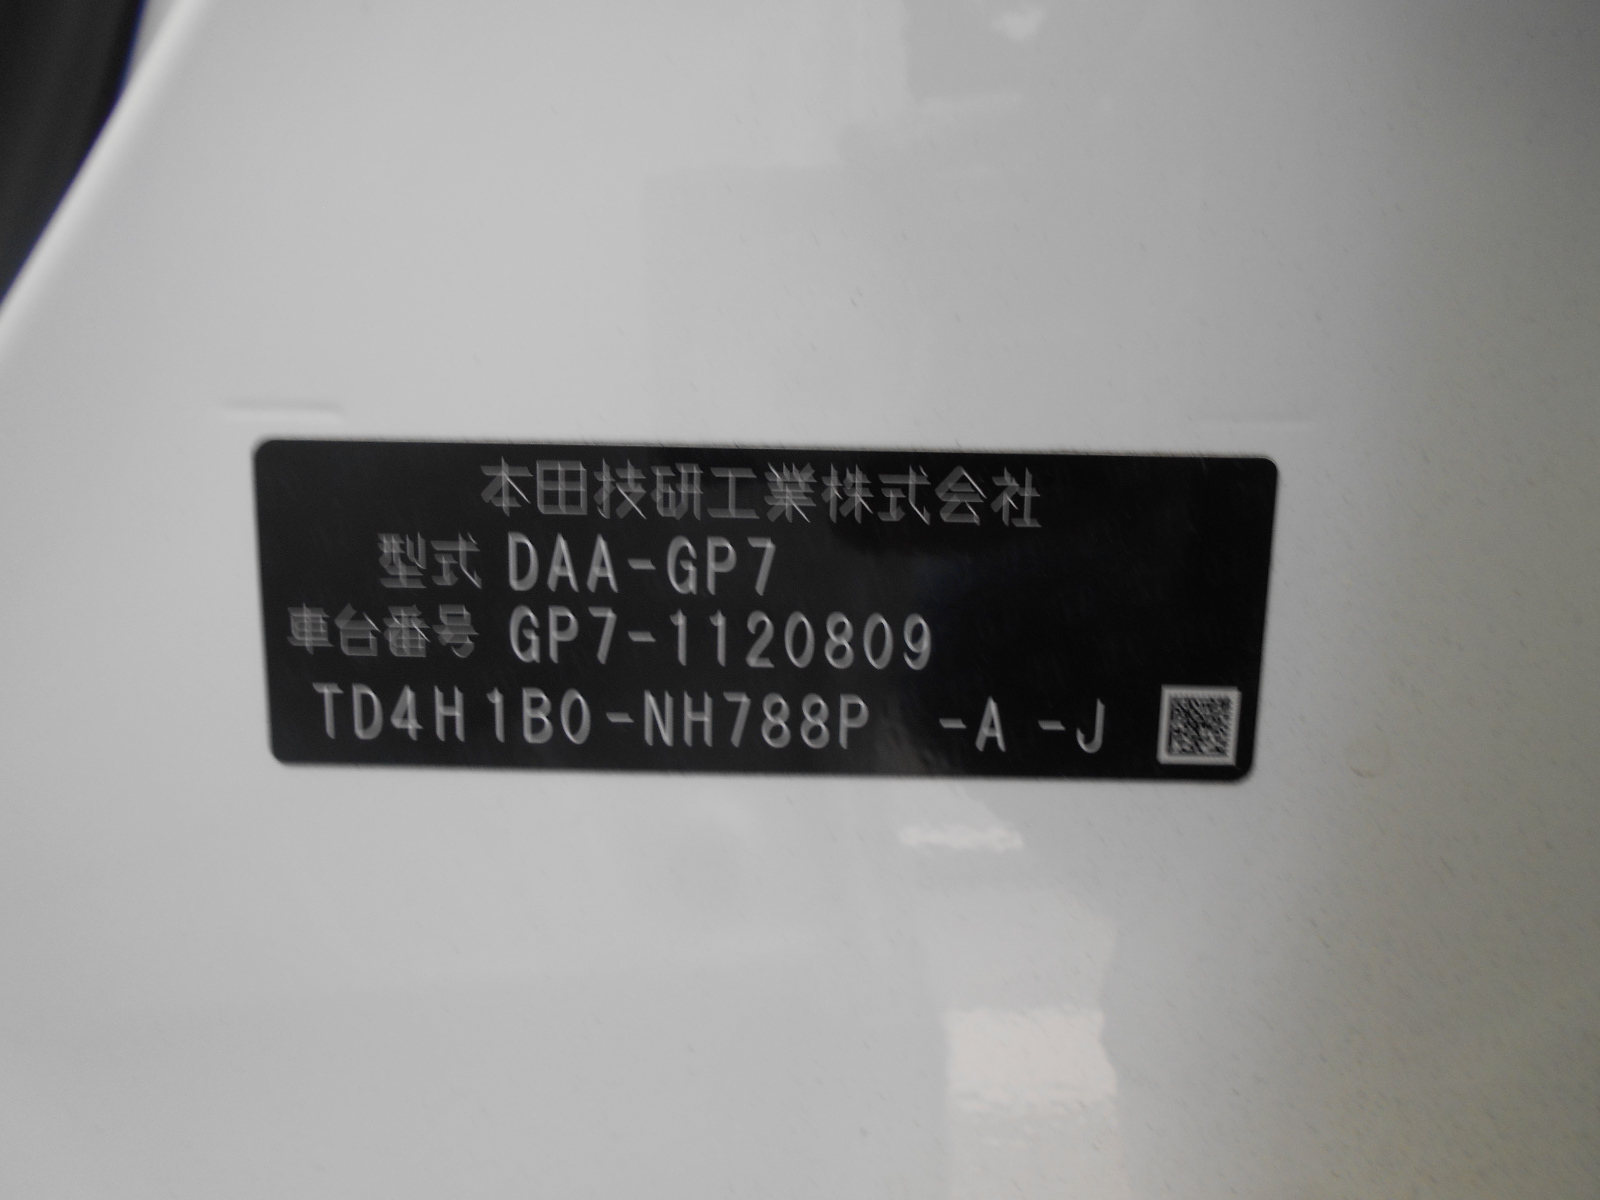 本田技研工業株式会社
型式 DAA-GP7
車台番号 GP7-1120809
TD4H1B0-NH788P -A -J